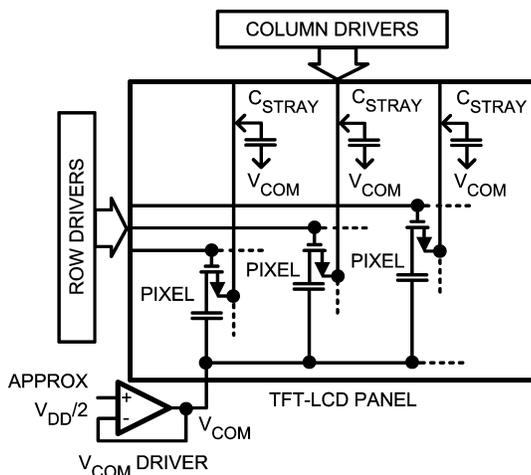 COLUMN DRIVERS
C_STRAY C_STRAY C_STRAY
V_COM V_COM V_COM
ROW DRIVERS
PIXEL PIXEL PIXEL
APPROX
V_DD/2
+
-
V_COM
TFT-LCD PANEL
V_COM DRIVER